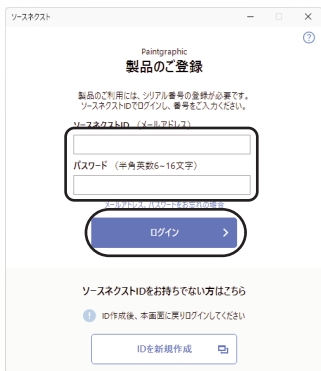 ソースネクスト
Paintgraphic
製品のご登録
製品のご利用には、シリアル番号の登録が必要です。
ソースネクストIDでログインし、番号をご入力ください。
ソースネクストID （メールアドレス）
パスワード （半角英数6~16文字）
メールアドレス、パスワードをお忘れの場合
ログイン
ソースネクストIDをお持ちでない方はこちら
ID作成後、本画面に戻りログインしてください
IDを新規作成